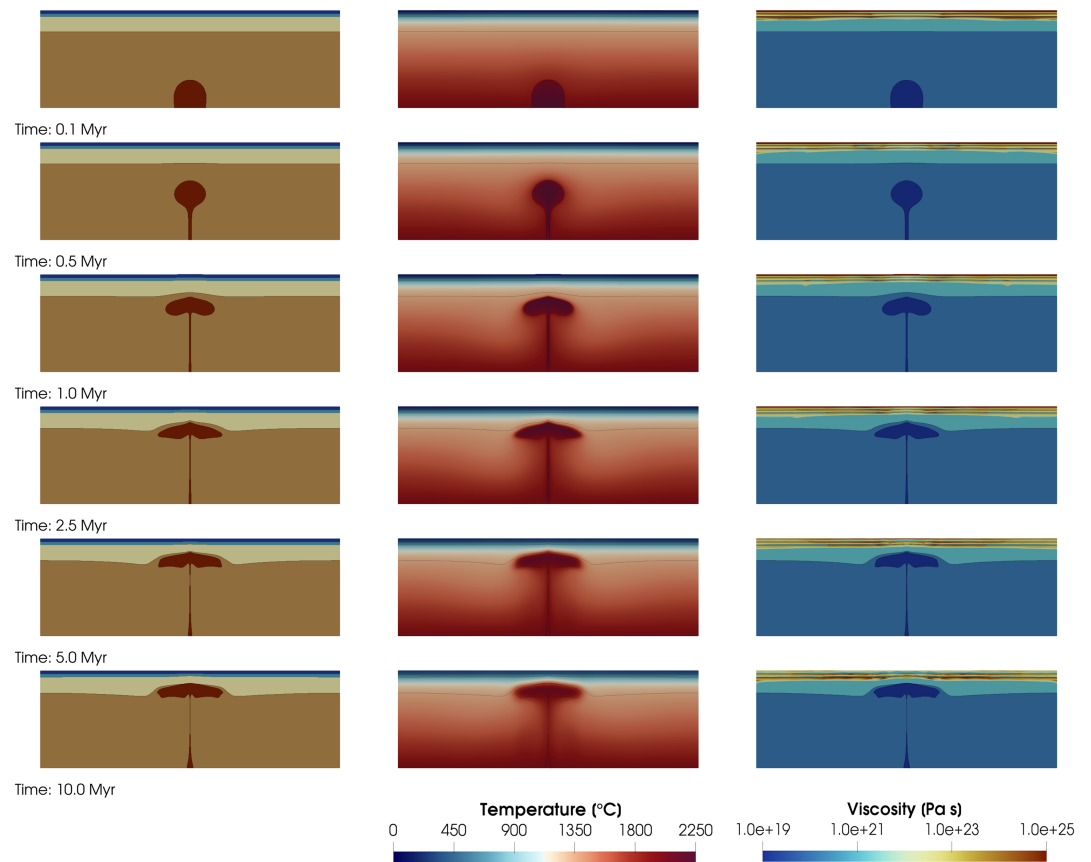 Time: 0.1 Myr
Time: 0.5 Myr
Time: 1.0 Myr
Time: 2.5 Myr
Time: 5.0 Myr
Time: 10.0 Myr
Temperature (°C)
0 450 900 1350 1800 2250
Viscosity (Pa s)
1.0e+19 1.0e+21 1.0e+23 1.0e+25